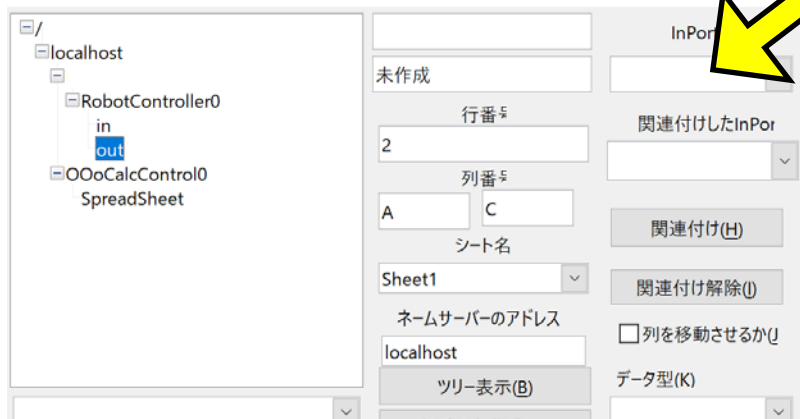 /
localhost
RobotController0
in
out
OOoCalcControl0
SpreadSheet
未作成
行番号
2
列番号
A
C
シート名
Sheet1
ネームサーバーのアドレス
localhost
ツリー表示(B)
InPor
関連付けしたInPor
関連付け(H)
関連付け解除(I)
列を移動させるか(J
データ型(K)